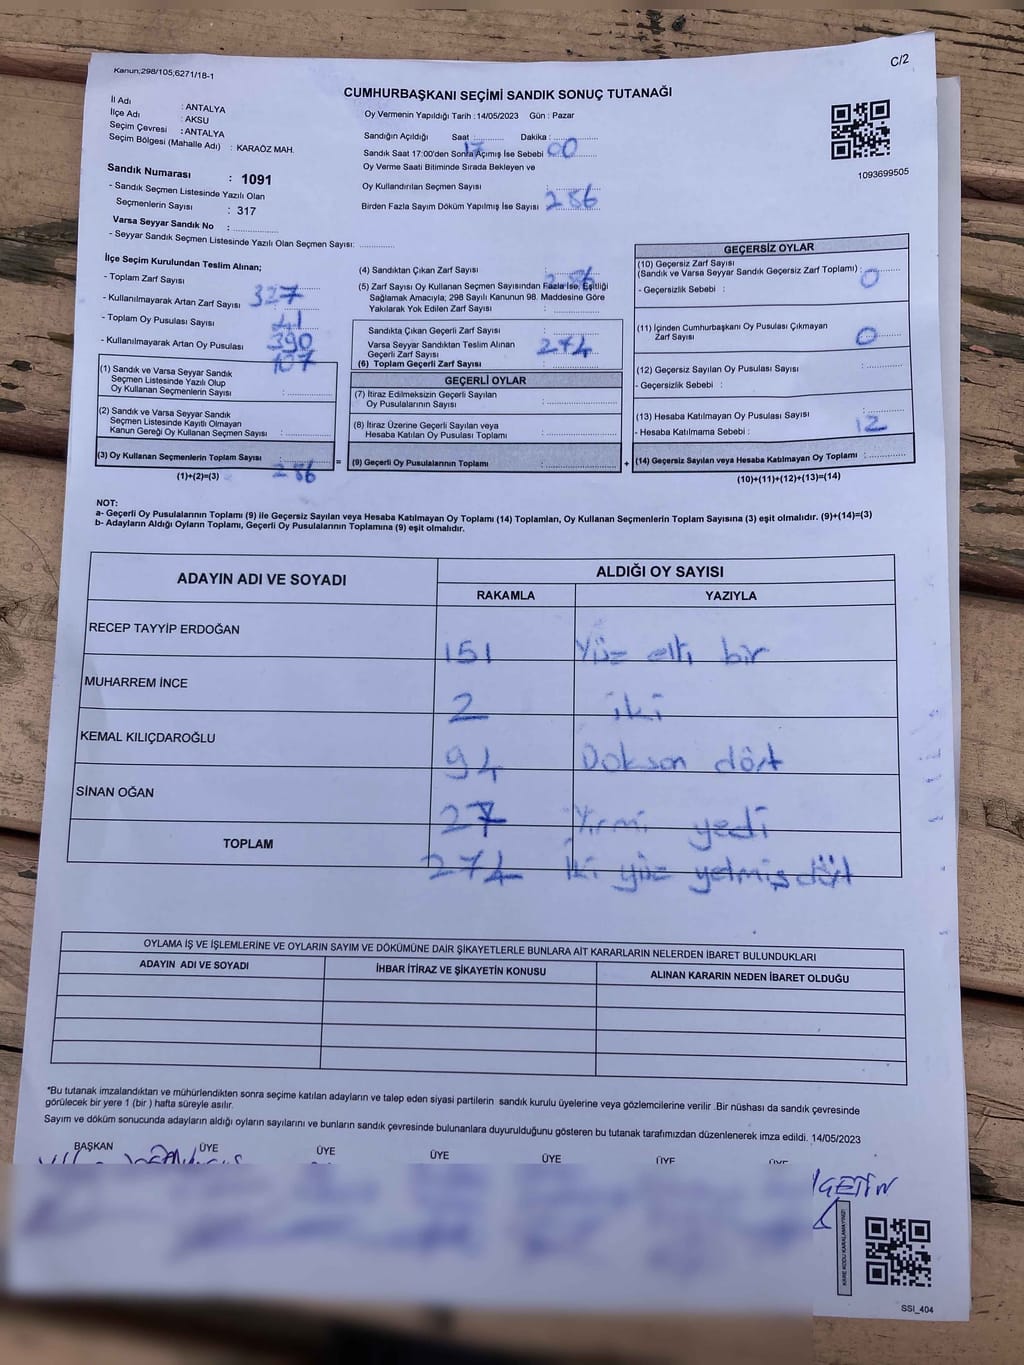 Kanun;298/105,6271/18-1
C/2
CUMHURBAŞKANI SEÇİMİ SANDIK SONUÇ TUTANAĞI
İl Adı : ANTALYA
İlçe Adı : AKSU
Seçim Çevresi : ANTALYA
Seçim Bölgesi (Mahalle Adı) : KARAÖZ MAH.
Oy Vermenin Yapıldığı Tarih : 14/05/2023 Gün : Pazar
Sandığın Açıldığı Saat : 17 Dakika : 00
Sandık Saat 17:00'den Sonra Açımış İse Sebebi
Oy Verme Saati Bitiminde Sırada Bekleyen ve
Oy Kullandırılan Seçmen Sayısı
Birden Fazla Sayım Döküm Yapılmış İse Sayısı 286
1093699505
Sandık Numarası : 1091
- Sandık Seçmen Listesinde Yazılı Olan
Seçmenlerin Sayısı : 317
Varsa Seyyar Sandık No :
- Seyyar Sandık Seçmen Listesinde Yazılı Olan Seçmen Sayısı:
İlçe Seçim Kurulundan Teslim Alınan;
- Toplam Zarf Sayısı 327
- Kullanılmayarak Artan Zarf Sayısı 41
- Toplam Oy Pusulası Sayısı 390
- Kullanılmayarak Artan Oy Pusulası 107
(1) Sandık ve Varsa Seyyar Sandık
Seçmen Listesinde Yazılı Olup
Oy Kullanan Seçmenlerin Sayısı :
(2) Sandık ve Varsa Seyyar Sandık
Seçmen Listesinde Kayıtlı Olmayan
Kanun Gereği Oy Kullanan Seçmen Sayısı :
(3) Oy Kullanan Seçmenlerin Toplam Sayısı : 286
(1)+(2)=(3)
(4) Sandıktan Çıkan Zarf Sayısı 286
(5) Zarf Sayısı Oy Kullanan Seçmen Sayısından Fazla İse, Eşitliği
Sağlamak Amacıyla; 298 Sayılı Kanunun 98. Maddesine Göre
Yakılarak Yok Edilen Zarf Sayısı :
Sandıkta Çıkan Geçerli Zarf Sayısı :
Varsa Seyyar Sandıktan Teslim Alınan
Geçerli Zarf Sayısı : 274
(6) Toplam Geçerli Zarf Sayısı :
GEÇERLİ OYLAR
(7) İtiraz Edilmeksizin Geçerli Sayılan
Oy Pusulalarının Sayısı :
(8) İtiraz Üzerine Geçerli Sayılan veya
Hesaba Katılan Oy Pusulası Toplamı :
= (9) Geçerli Oy Pusulalarının Toplamı :
GEÇERSİZ OYLAR
(10) Geçersiz Zarf Sayısı
(Sandık ve Varsa Seyyar Sandık Geçersiz Zarf Toplamı) : 0
- Geçersizlik Sebebi :
(11) İçinden Cumhurbaşkanı Oy Pusulası Çıkmayan
Zarf Sayısı : 0
(12) Geçersiz Sayılan Oy Pusulası Sayısı :
- Geçersizlik Sebebi :
(13) Hesaba Katılmayan Oy Pusulası Sayısı :
- Hesaba Katılmama Sebebi : 12
+ (14) Geçersiz Sayılan veya Hesaba Katılmayan Oy Toplamı :
(10)+(11)+(12)+(13)=(14)
NOT:
a- Geçerli Oy Pusulalarının Toplamı (9) ile Geçersiz Sayılan veya Hesaba Katılmayan Oy Toplamı (14) Toplamları, Oy Kullanan Seçmenlerin Toplam Sayısına (3) eşit olmalıdır. (9)+(14)=(3)
b- Adayların Aldığı Oyların Toplamı, Geçerli Oy Pusulalarının Toplamına (9) eşit olmalıdır.
ADAYIN ADI VE SOYADI ALDIĞI OY SAYISI
RAKAMLA YAZIYLA
RECEP TAYYİP ERDOĞAN 151 Yüz elli bir
MUHARREM İNCE 2 iki
KEMAL KILIÇDAROĞLU 94 Doksan dört
SİNAN OĞAN 27 Yirmi yedi
TOPLAM 274 İki yüz yetmiş dört
OYLAMA İŞ VE İŞLEMLERİNE VE OYLARIN SAYIM VE DÖKÜMÜNE DAİR ŞİKAYETLERLE BUNLARA AİT KARARLARIN NELERDEN İBARET BULUNDUKLARI
ADAYIN ADI VE SOYADI İHBAR İTİRAZ VE ŞİKAYETİN KONUSU ALINAN KARARIN NEDEN İBARET OLDUĞU
*Bu tutanak imzalandıktan ve mühürlendikten sonra seçime katılan adayların ve talep eden siyasi partilerin sandık kurulu üyelerine veya gözlemcilerine verilir .Bir nüshası da sandık çevresinde
görülecek bir yere 1 (bir ) hafta süreyle asılır.
Sayım ve döküm sonucunda adayların aldığı oyların sayılarını ve bunların sandık çevresinde bulunanlara duyurulduğunu gösteren bu tutanak tarafımızdan düzenlenerek imza edildi. 14/05/2023
BAŞKAN ÜYE ÜYE ÜYE ÜYE ÜYE ÜYE
KARE KODU KARALAMAYINIZ!
SSI_404